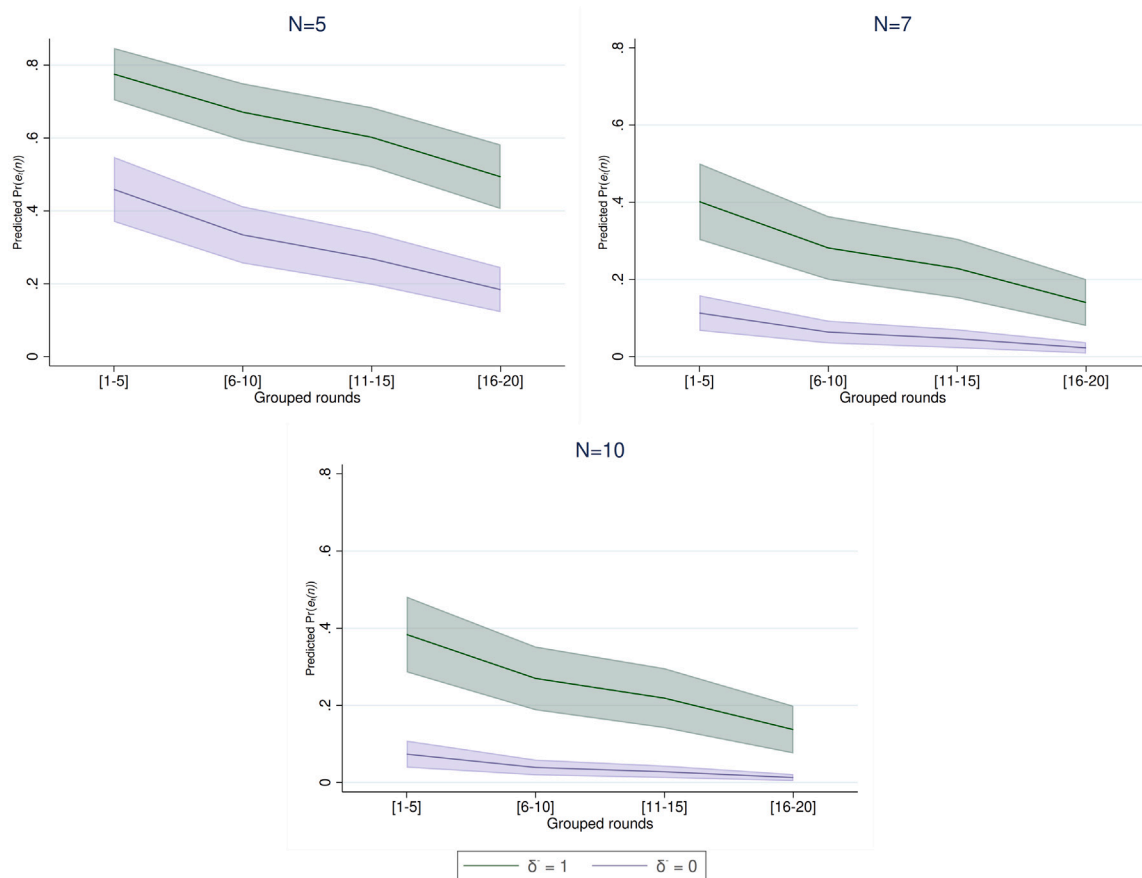 N=5
Predicted Pr(eᵢ(n))
.8
.6
.4
.2
0
[1-5] [6-10] [11-15] [16-20]
Grouped rounds
N=7
Predicted Pr(eᵢ(n))
.8
.6
.4
.2
0
[1-5] [6-10] [11-15] [16-20]
Grouped rounds
N=10
Predicted Pr(eᵢ(n))
.8
.6
.4
.2
0
[1-5] [6-10] [11-15] [16-20]
Grouped rounds
δ⁻ = 1 δ⁻ = 0